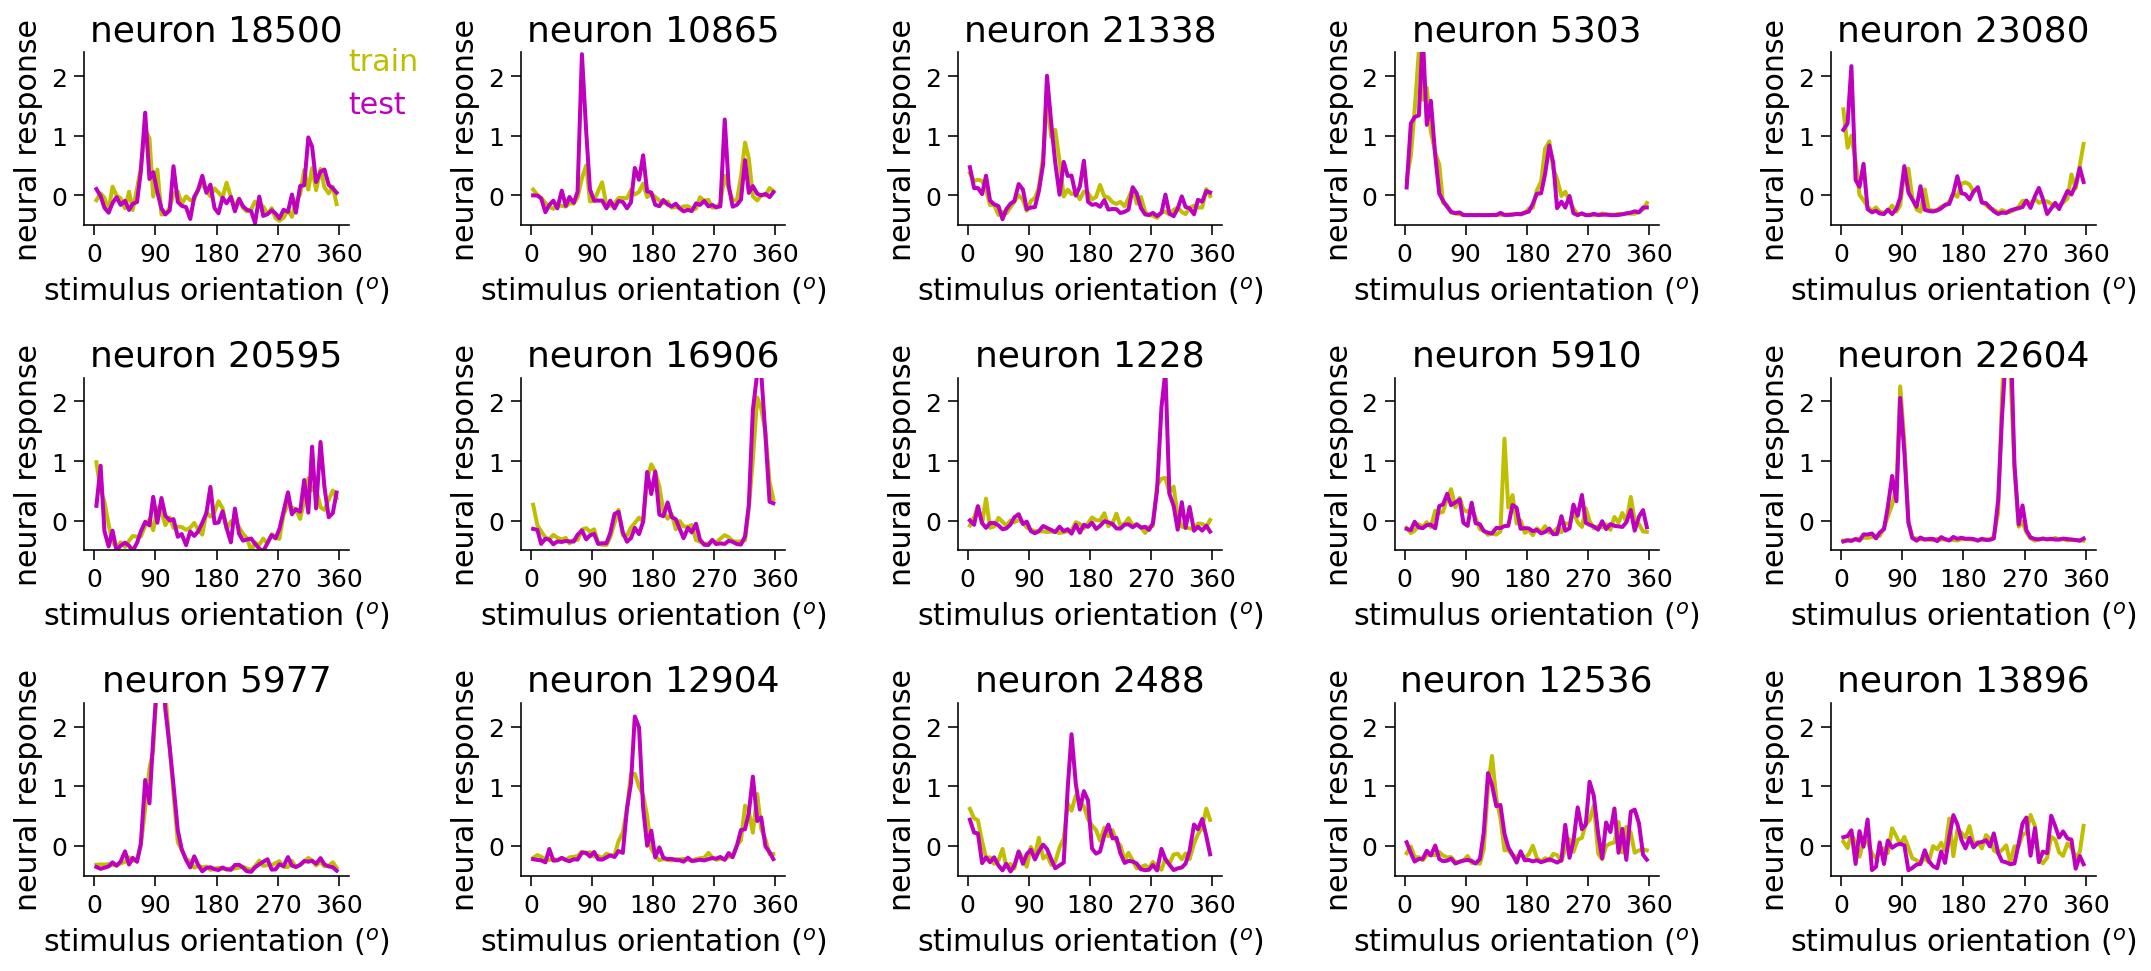 neuron 18500
train
test
neural response
2
1
0
0 90 180 270 360
stimulus orientation (o)
neuron 10865
neural response
2
1
0
0 90 180 270 360
stimulus orientation (o)
neuron 21338
neural response
2
1
0
0 90 180 270 360
stimulus orientation (o)
neuron 5303
neural response
2
1
0
0 90 180 270 360
stimulus orientation (o)
neuron 23080
neural response
2
1
0
0 90 180 270 360
stimulus orientation (o)
neuron 20595
neural response
2
1
0
0 90 180 270 360
stimulus orientation (o)
neuron 16906
neural response
2
1
0
0 90 180 270 360
stimulus orientation (o)
neuron 1228
neural response
2
1
0
0 90 180 270 360
stimulus orientation (o)
neuron 5910
neural response
2
1
0
0 90 180 270 360
stimulus orientation (o)
neuron 22604
neural response
2
1
0
0 90 180 270 360
stimulus orientation (o)
neuron 5977
neural response
2
1
0
0 90 180 270 360
stimulus orientation (o)
neuron 12904
neural response
2
1
0
0 90 180 270 360
stimulus orientation (o)
neuron 2488
neural response
2
1
0
0 90 180 270 360
stimulus orientation (o)
neuron 12536
neural response
2
1
0
0 90 180 270 360
stimulus orientation (o)
neuron 13896
neural response
2
1
0
0 90 180 270 360
stimulus orientation (o)